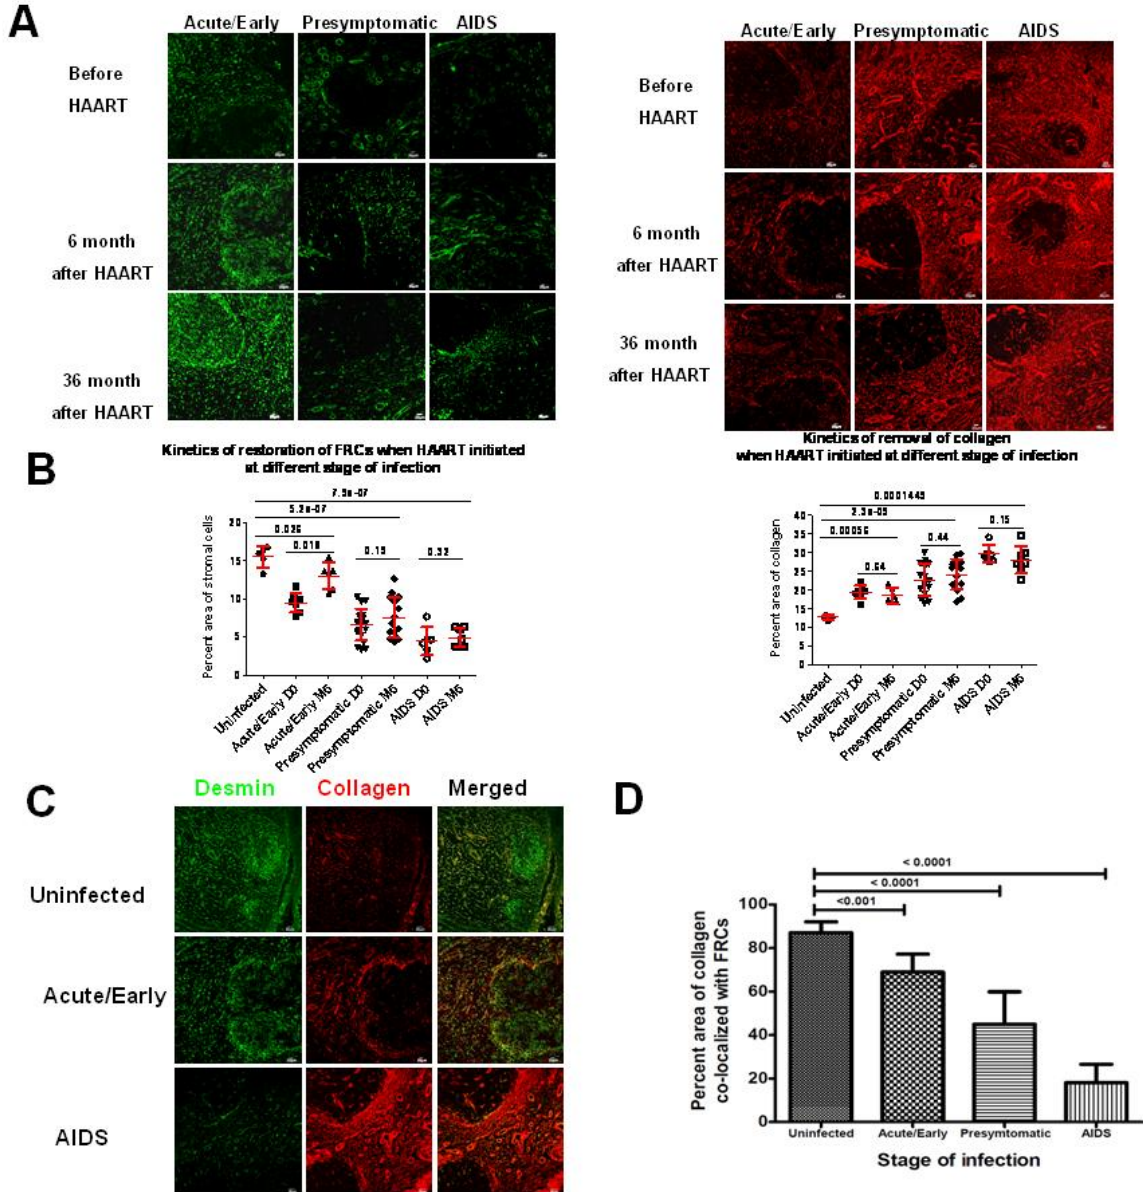 A
Acute/Early Presymptomatic AIDS
Before
HAART
6 month
after HAART
36 month
after HAART
Acute/Early Presymptomatic AIDS
Before
HAART
6 month
after HAART
36 month
after HAART
B
Kinetics of restoration of FRCs when HAART initiated
at different stage of infection
7.5e-07
5.2e-07
0.026
0.018
0.13
0.32
Percent area of stromal cells
20
15
10
5
0
Uninfected
Acute/Early D0
Acute/Early M6
Presymptomatic D0
Presymptomatic M6
AIDS D0
AIDS M6
Kinetics of removal of collagen
when HAART initiated at different stage of infection
0.0001445
2.3e-05
0.00056
0.64
0.44
0.15
Percent area of collagen
40
35
30
25
20
15
10
5
0
Uninfected
Acute/Early D0
Acute/Early M6
Presymptomatic D0
Presymptomatic M6
AIDS D0
AIDS M6
C
Desmin Collagen Merged
Uninfected
Acute/Early
AIDS
D
< 0.0001
< 0.0001
<0.001
Percent area of collagen
co-localized with FRCs
100
80
60
40
20
0
Uninfected Acute/Early Presymtomatic AIDS
Stage of infection